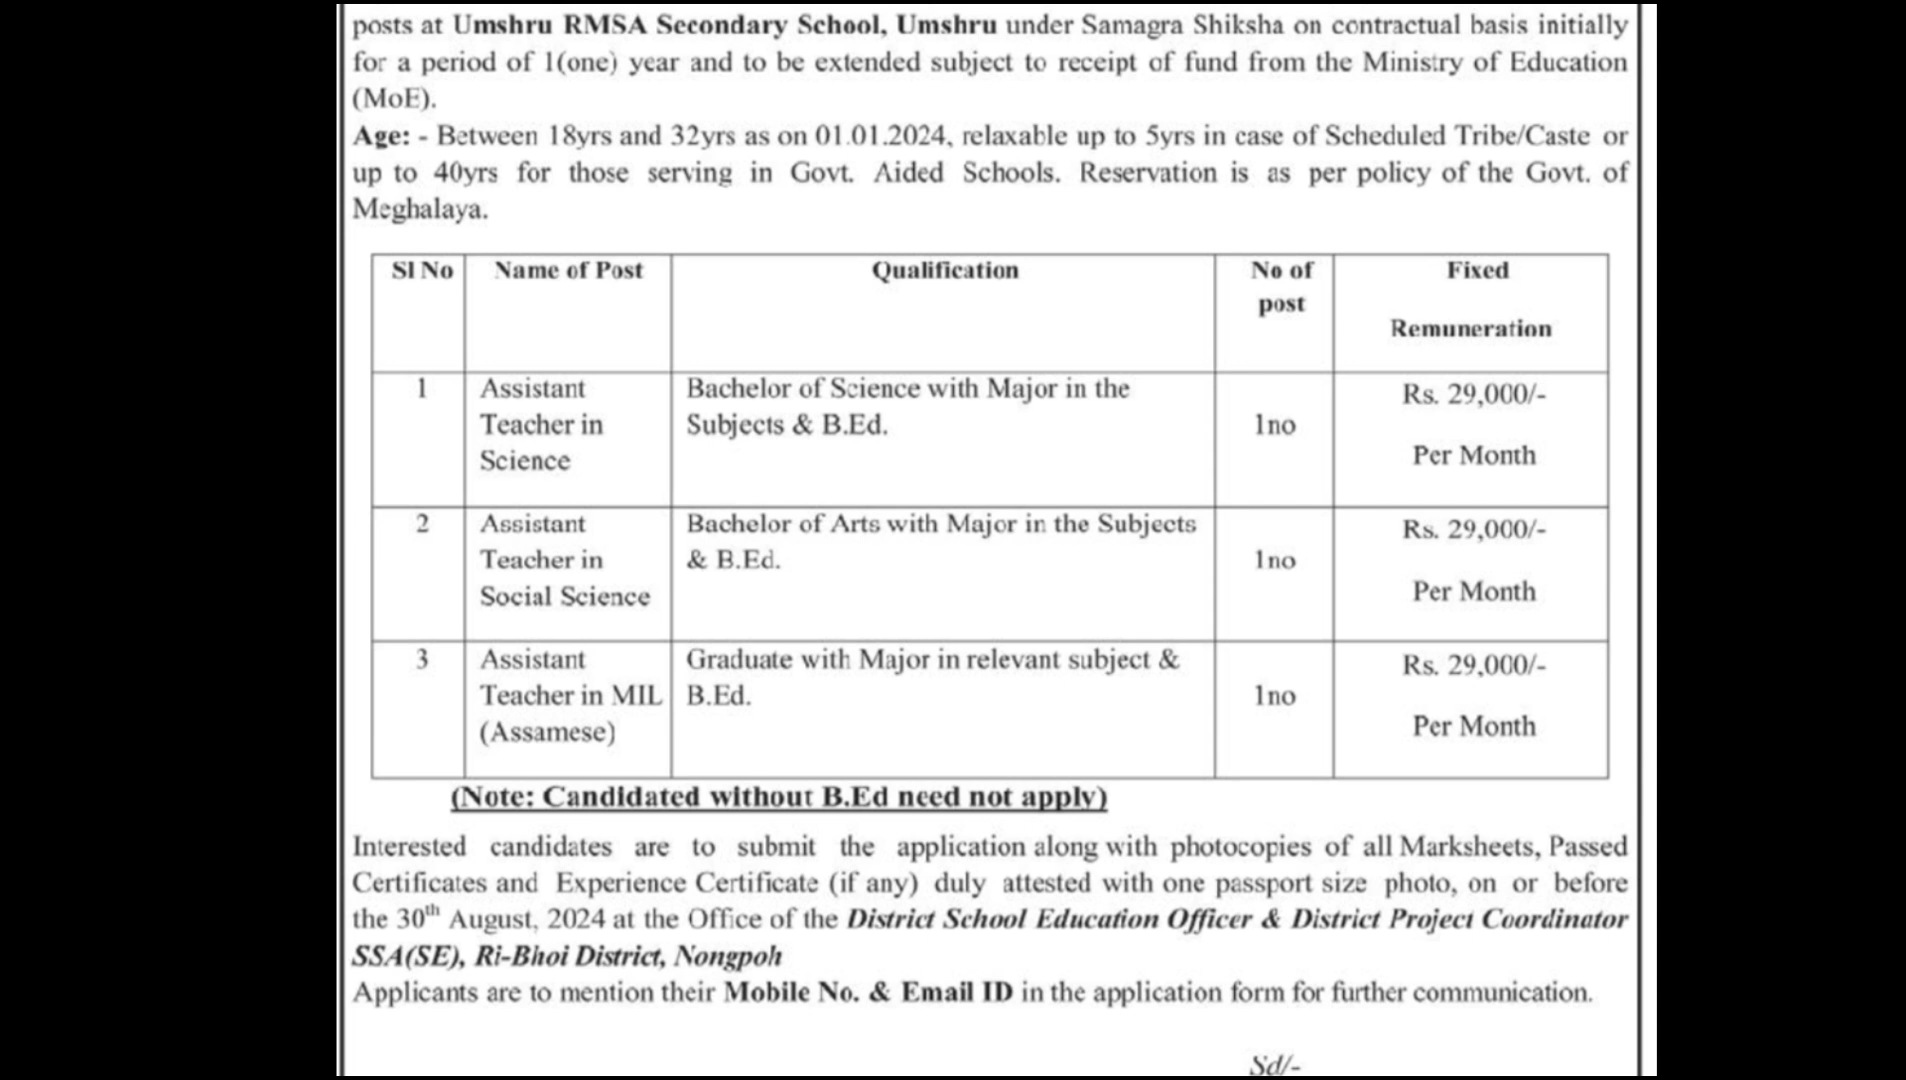 posts at Umshru RMSA Secondary School, Umshru under Samagra Shiksha on contractual basis initially
for a period of 1(one) year and to be extended subject to receipt of fund from the Ministry of Education
(MoE).
Age: - Between 18yrs and 32yrs as on 01.01.2024, relaxable up to 5yrs in case of Scheduled Tribe/Caste or
up to 40yrs for those serving in Govt. Aided Schools. Reservation is as per policy of the Govt. of
Meghalaya.
Sl No Name of Post Qualification No of post Fixed Remuneration
1 Assistant Teacher in Science Bachelor of Science with Major in the Subjects & B.Ed. 1no Rs. 29,000/- Per Month
2 Assistant Teacher in Social Science Bachelor of Arts with Major in the Subjects & B.Ed. 1no Rs. 29,000/- Per Month
3 Assistant Teacher in MIL (Assamese) Graduate with Major in relevant subject & B.Ed. 1no Rs. 29,000/- Per Month
(Note: Candidated without B.Ed need not apply)
Interested candidates are to submit the application along with photocopies of all Marksheets, Passed
Certificates and Experience Certificate (if any) duly attested with one passport size photo, on or before
the 30th August, 2024 at the Office of the District School Education Officer & District Project Coordinator
SSA(SE), Ri-Bhoi District, Nongpoh
Applicants are to mention their Mobile No. & Email ID in the application form for further communication.
Sd/-